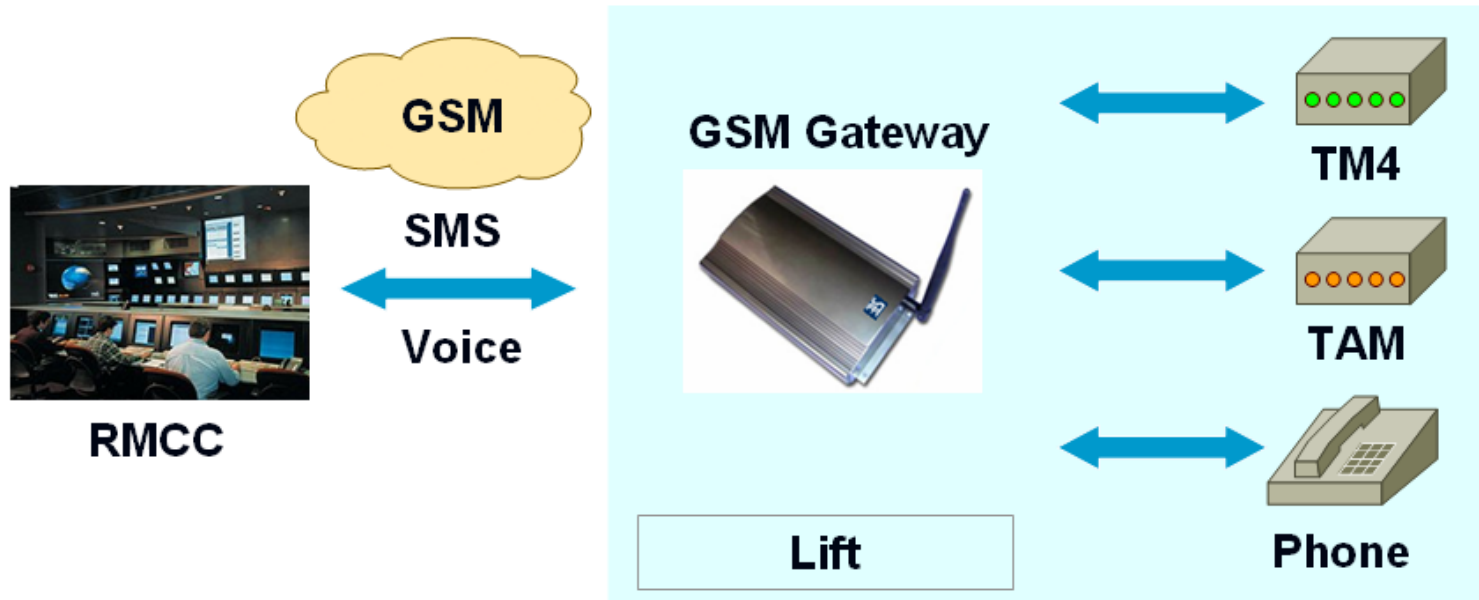 GSM
SMS
Voice
RMCC
GSM Gateway
Lift
TM4
TAM
Phone